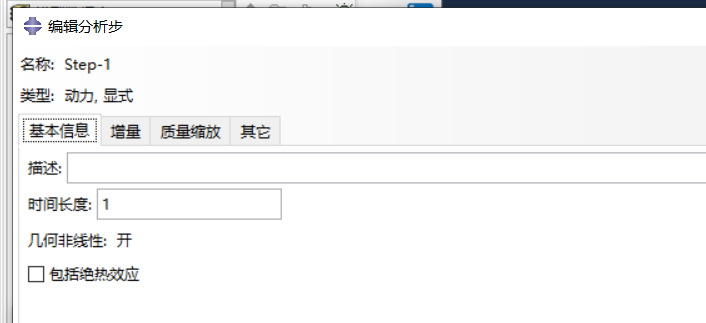 编辑分析步
名称: Step-1
类型: 动力, 显式
基本信息 增量 质量缩放 其它
描述:
时间长度: 1
几何非线性: 开
包括绝热效应